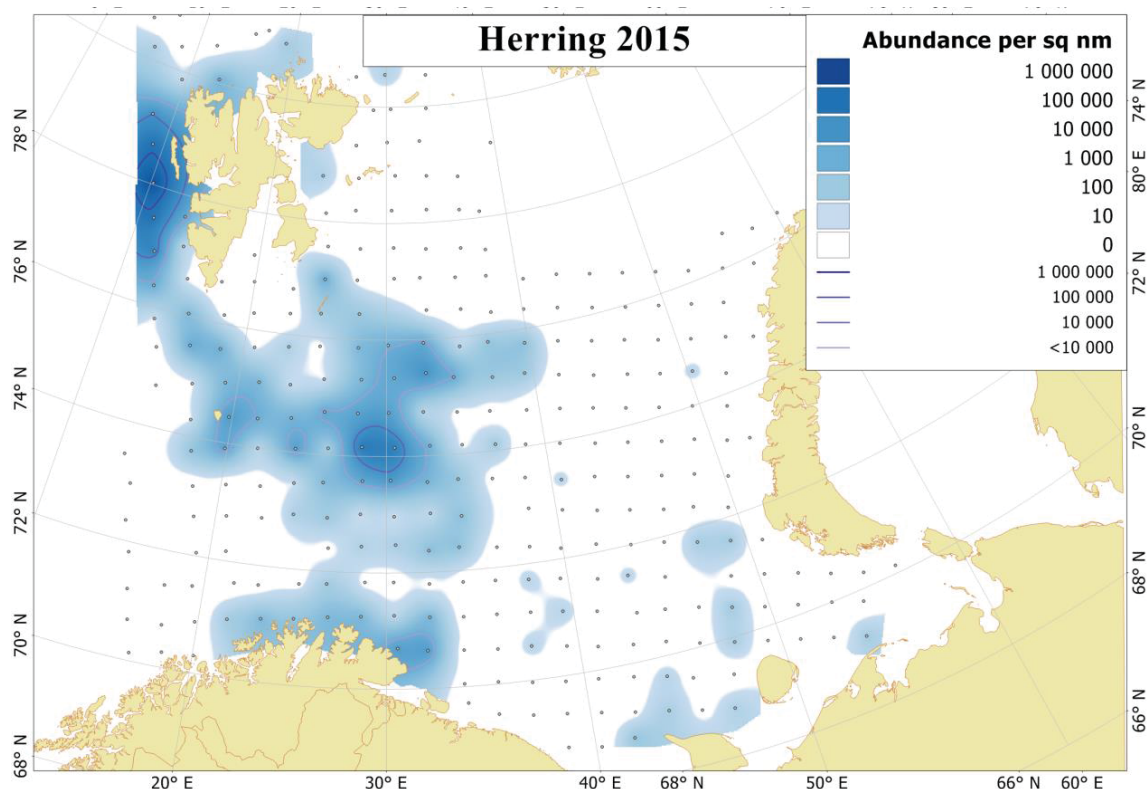 Herring 2015
Abundance per sq nm
1 000 000
100 000
10 000
1 000
100
10
0
1 000 000
100 000
10 000
<10 000
78° N
76° N
74° N
72° N
70° N
68° N
74° N
80° E
72° N
70° N
68° N
66° N
20° E
30° E
40° E
68° N
50° E
66° N
60° E